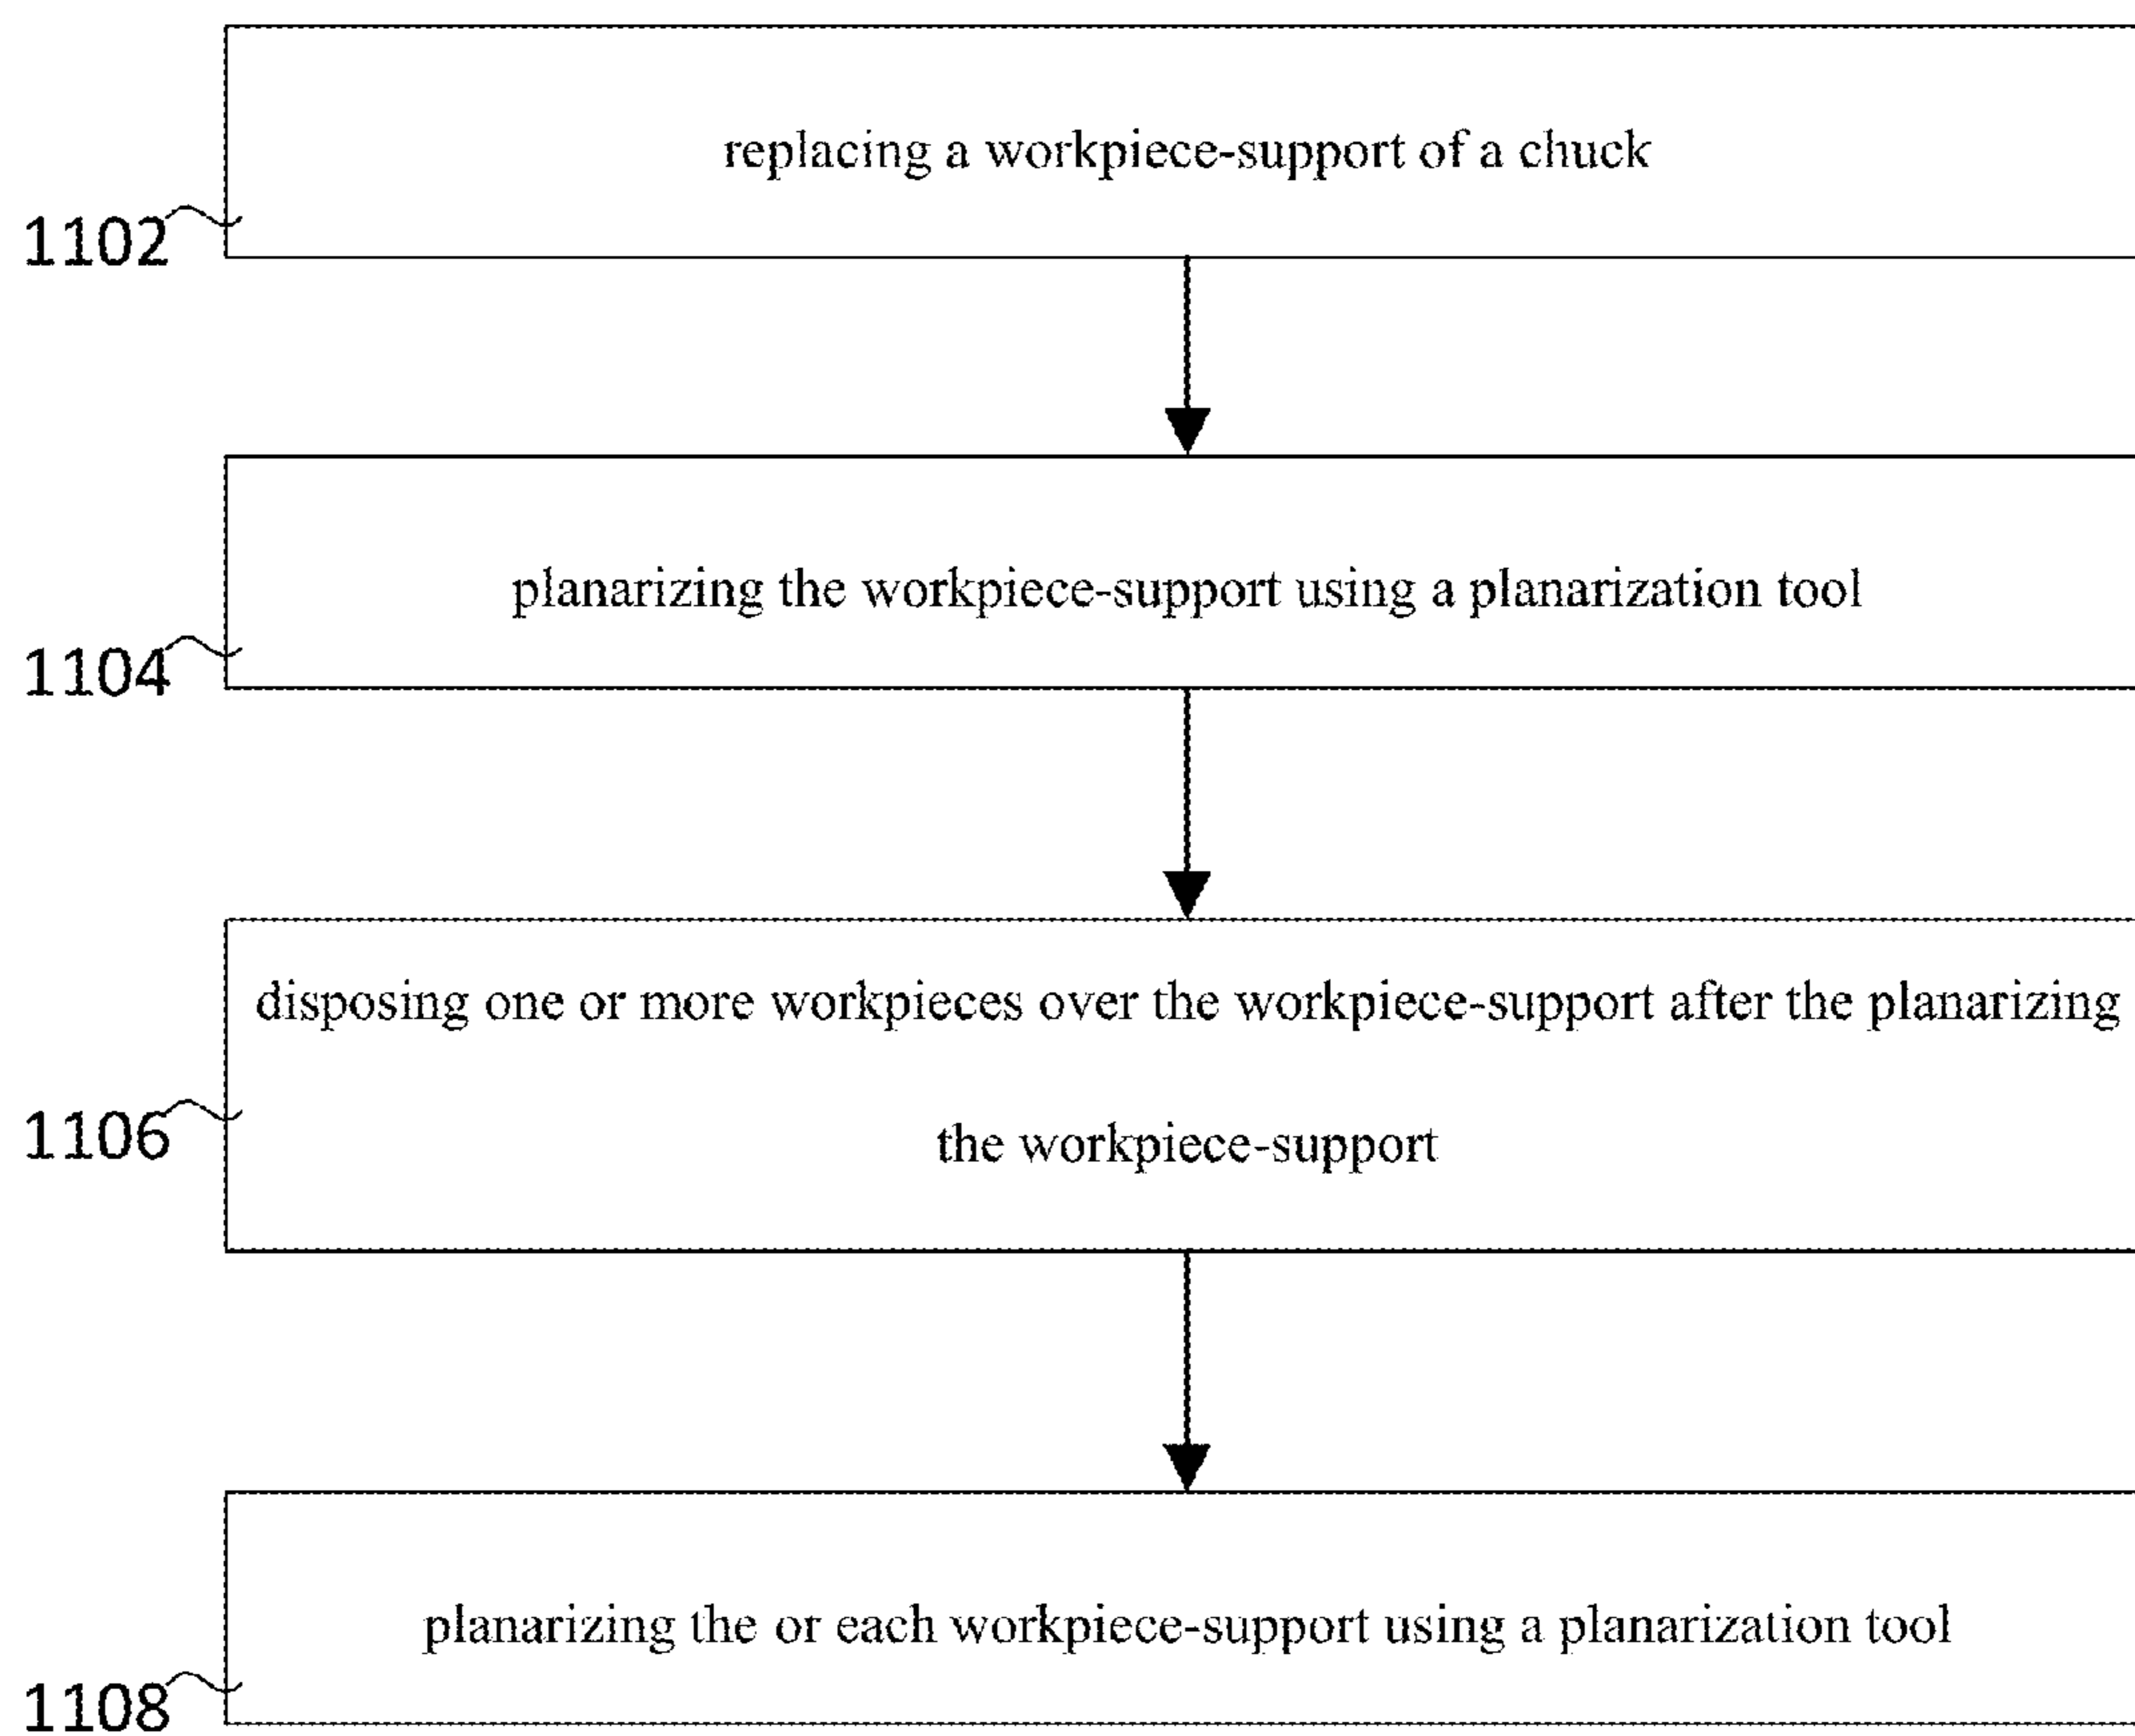 replacing a workpiece-support of a chuck
1102
planarizing the workpiece-support using a planarization tool
1104
disposing one or more workpieces over the workpiece-support after the planarizing
the workpiece-support
1106
planarizing the or each workpiece-support using a planarization tool
1108